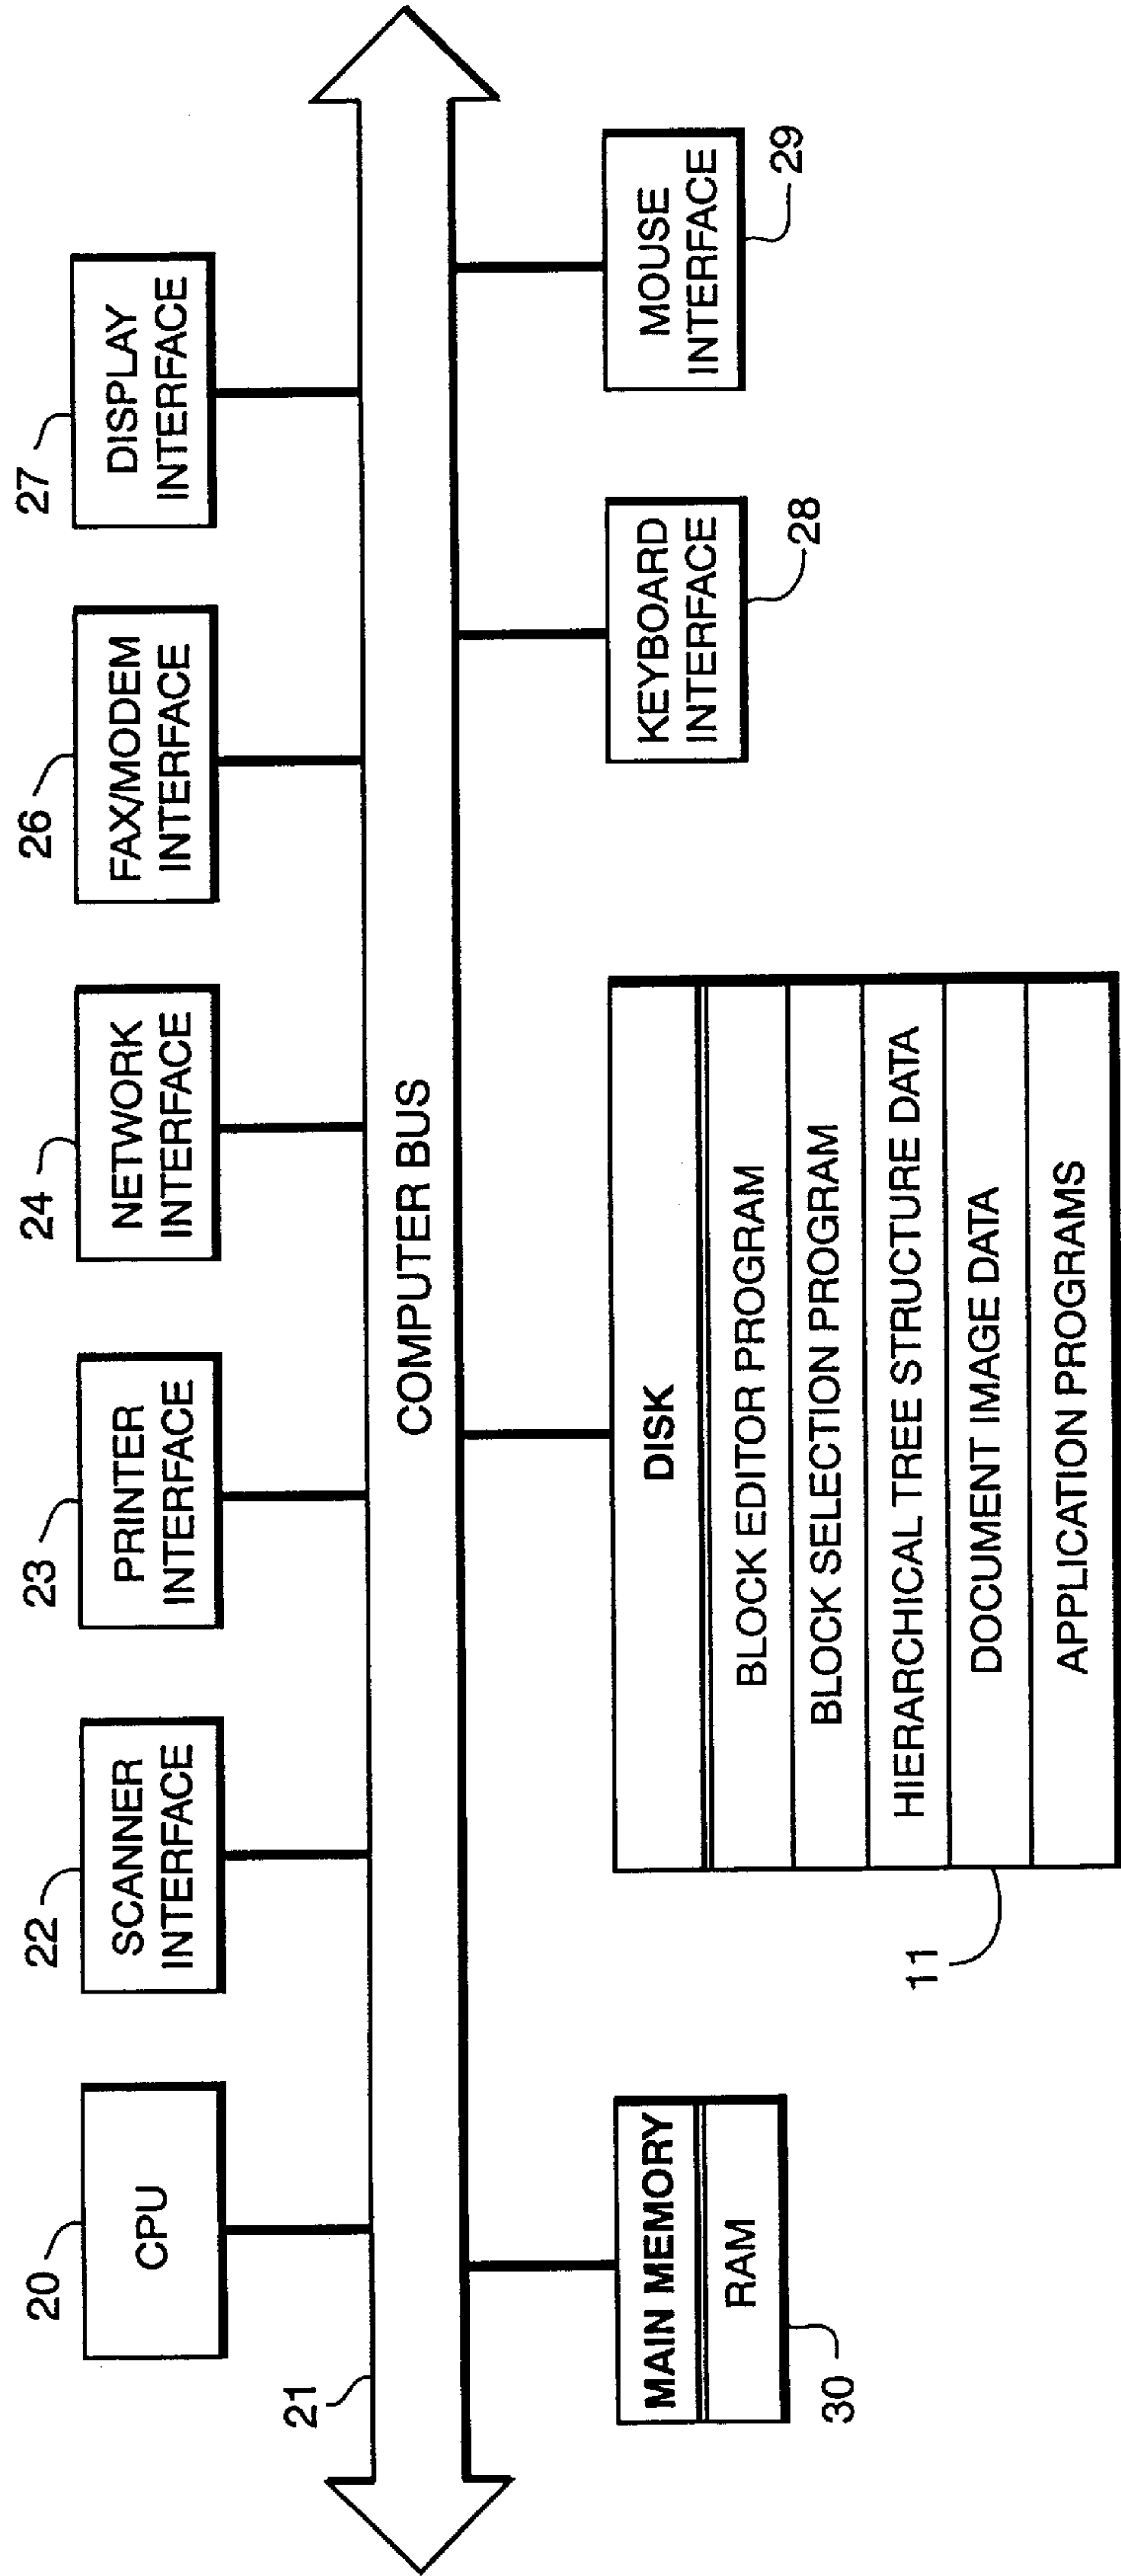 20
CPU
22
SCANNER
INTERFACE
23
PRINTER
INTERFACE
24
NETWORK
INTERFACE
26
FAX/MODEM
INTERFACE
27
DISPLAY
INTERFACE
21
COMPUTER BUS
MAIN MEMORY
RAM
30
DISK
BLOCK EDITOR PROGRAM
BLOCK SELECTION PROGRAM
HIERARCHICAL TREE STRUCTURE DATA
DOCUMENT IMAGE DATA
APPLICATION PROGRAMS
11
KEYBOARD
INTERFACE
28
MOUSE
INTERFACE
29